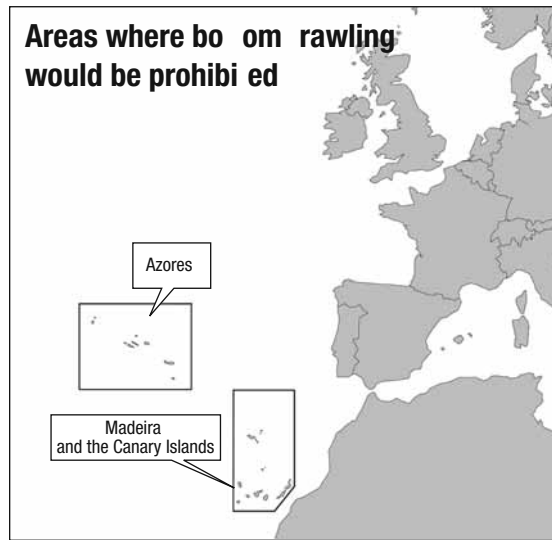 Areas where bo om rawling
would be prohibi ed
Azores
Madeira
and the Canary Islands